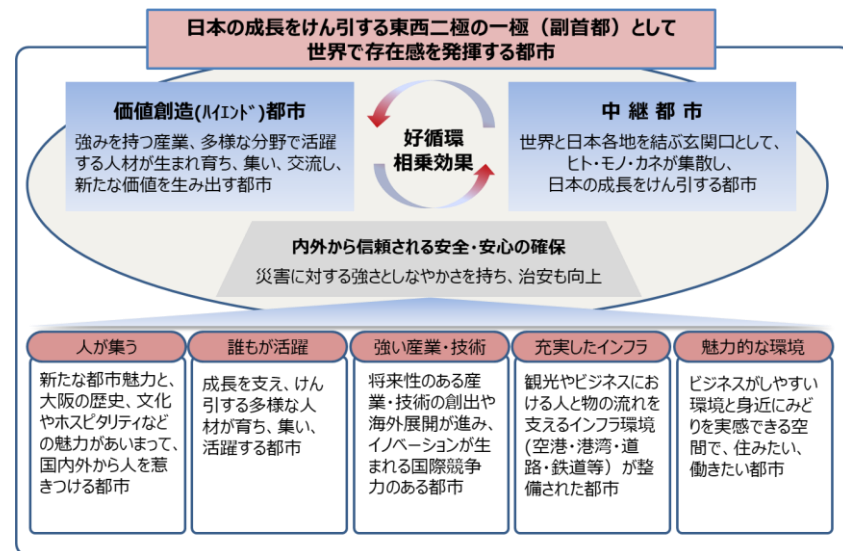 日本の成長をけん引する東西二極の一極（副首都）として
世界で存在感を発揮する都市
価値創造(ﾊｲｴﾝﾄﾞ)都市
強みを持つ産業、多様な分野で活躍
する人材が生まれ育ち、集い、交流し、
新たな価値を生み出す都市
好循環
相乗効果
中 継 都 市
世界と日本各地を結ぶ玄関口として、
ヒト・モノ・カネが集散し、
日本の成長をけん引する都市
内外から信頼される安全・安心の確保
災害に対する強さとしなやかさを持ち、治安も向上
人が集う
新たな都市魅力と、
大阪の歴史、文化
やホスピタリティなど
の魅力があいまって、
国内外から人を惹
きつける都市
誰もが活躍
成長を支え、けん
引する多様な人
材が育ち、集い、
活躍する都市
強い産業・技術
将来性のある産
業・技術の創出や
海外展開が進み、
イノベーションが生
まれる国際競争
力のある都市
充実したインフラ
観光やビジネスにお
ける人と物の流れを
支えるインフラ環境
(空港・港湾・道
路・鉄道等）が整
備された都市
魅力的な環境
ビジネスがしやすい
環境と身近にみど
りを実感できる空
間で、住みたい、
働きたい都市